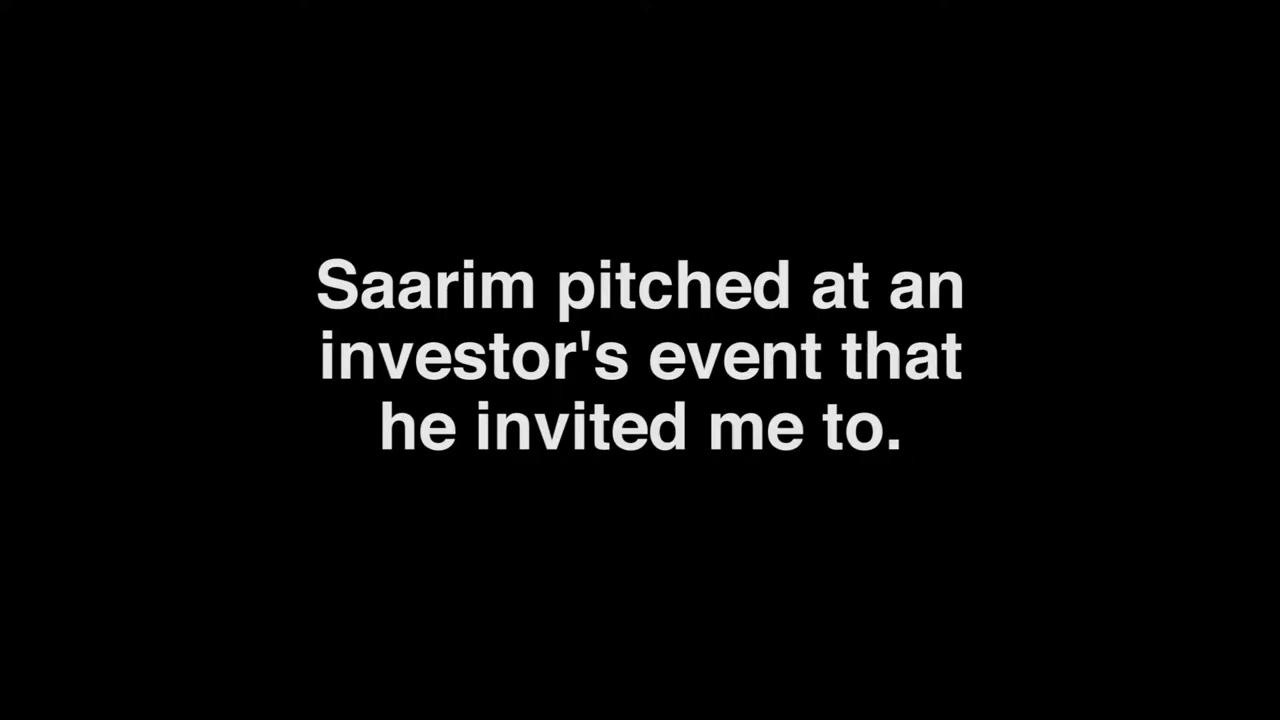 Saarim pitched at an
investor's event that
he invited me to.